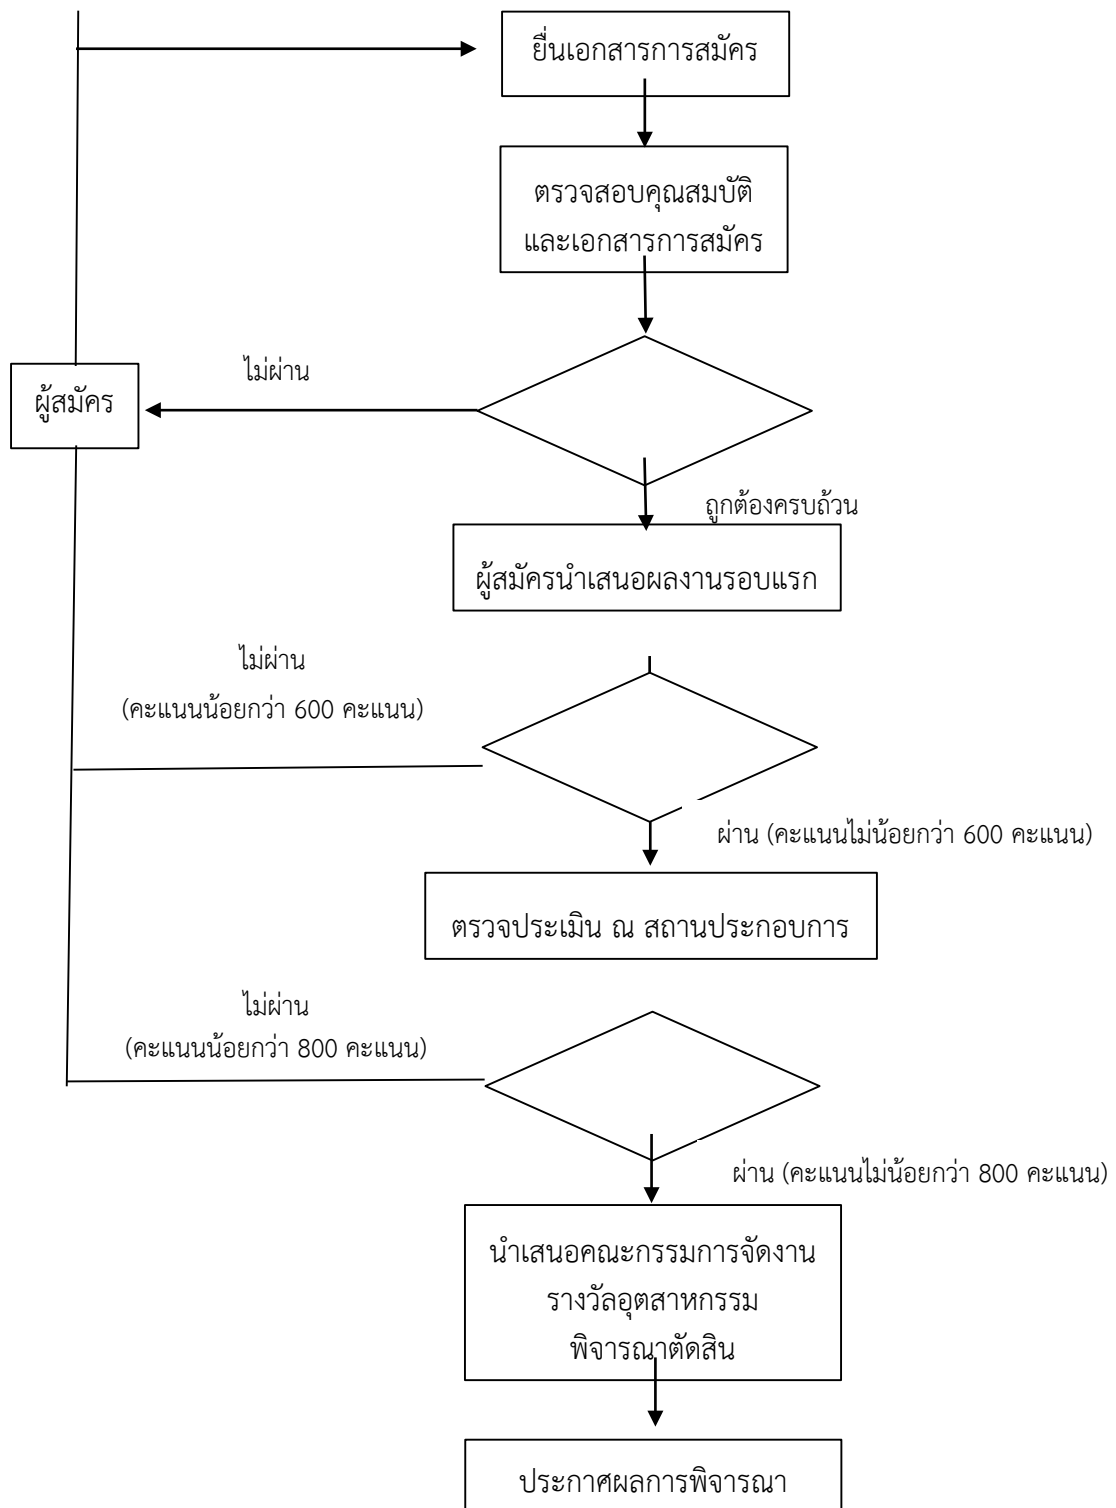 ยื่นเอกสารการสมัคร
ตรวจสอบคุณสมบัติ
และเอกสารการสมัคร
ไม่ผ่าน
ผู้สมัคร
ถูกต้องครบถ้วน
ผู้สมัครนำเสนอผลงานรอบแรก
ไม่ผ่าน
(คะแนนน้อยกว่า 600 คะแนน)
ผ่าน (คะแนนไม่น้อยกว่า 600 คะแนน)
ตรวจประเมิน ณ สถานประกอบการ
ไม่ผ่าน
(คะแนนน้อยกว่า 800 คะแนน)
ผ่าน (คะแนนไม่น้อยกว่า 800 คะแนน)
นำเสนอคณะกรรมการจัดงาน
รางวัลอุตสาหกรรม
พิจารณาตัดสิน
ประกาศผลการพิจารณา